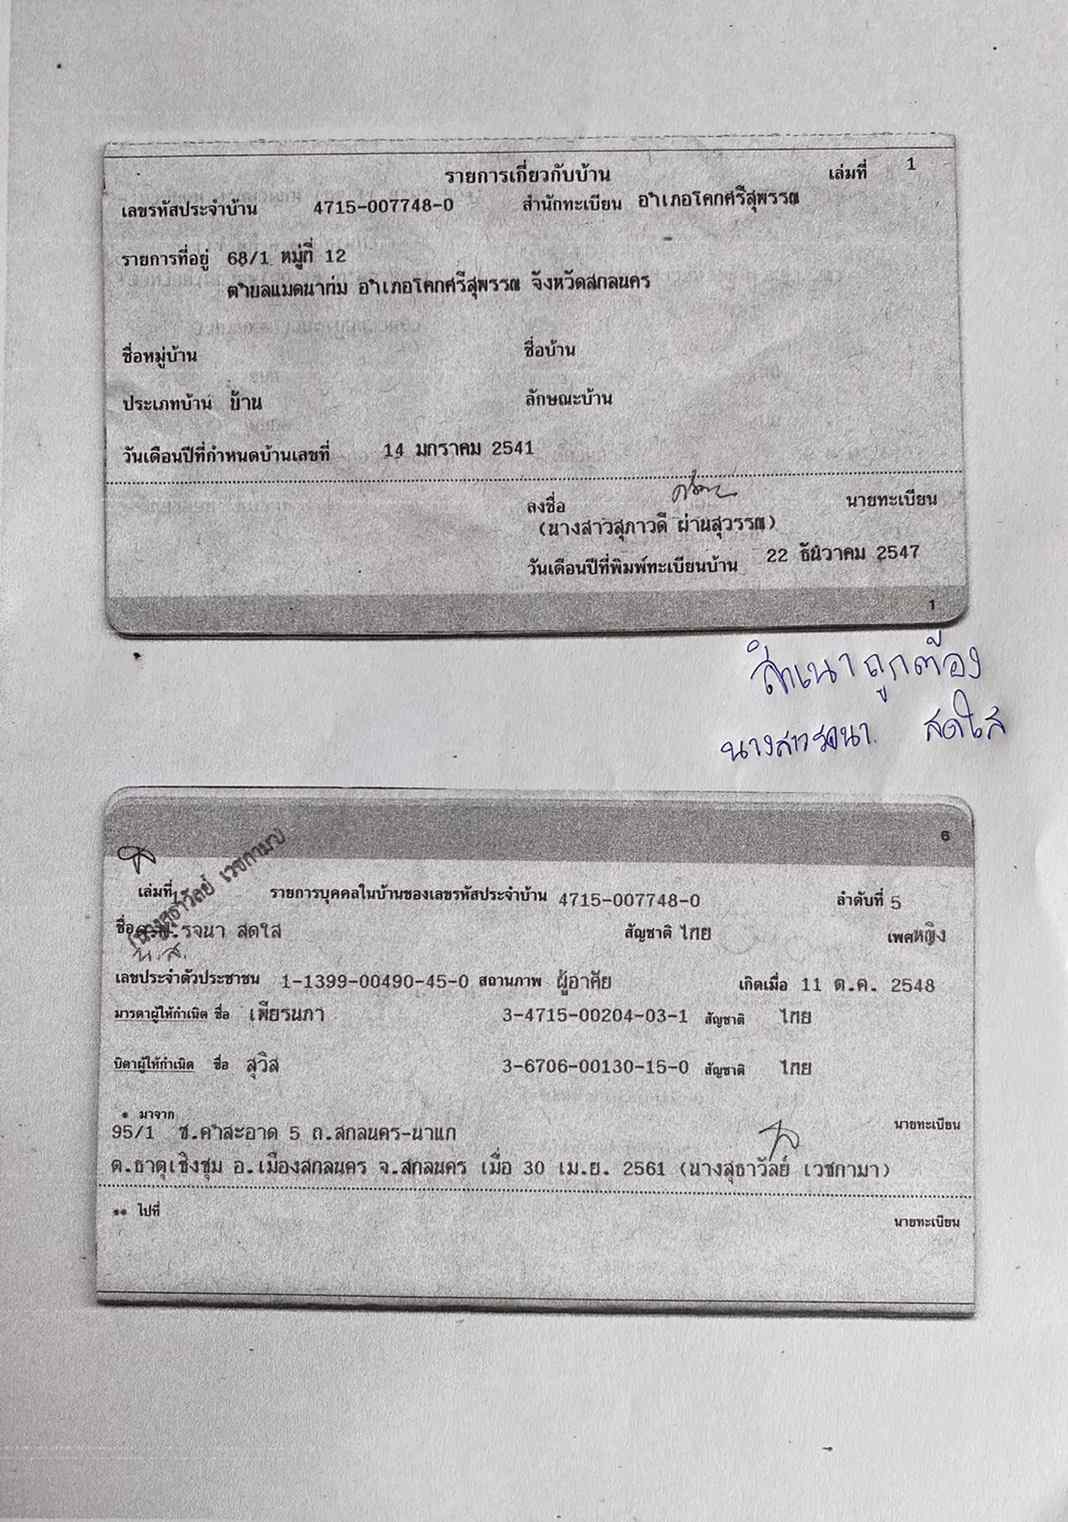 รายการเกี่ยวกับบ้าน เล่มที่ 1
เลขรหัสประจำบ้าน 4715-007748-0 สำนักทะเบียน อำเภอโคกศรีสุพรรณ
รายการที่อยู่ 68/1 หมู่ที่ 12
ตำบลแมดนาท่ม อำเภอโคกศรีสุพรรณ จังหวัดสกลนคร
ชื่อหมู่บ้าน ชื่อบ้าน
ประเภทบ้าน บ้าน ลักษณะบ้าน
วันเดือนปีที่กำหนดบ้านเลขที่ 14 มกราคม 2541
ลงชื่อ นายทะเบียน
(นางสาวสุภาวดี ผ่านสุวรรณ)
วันเดือนปีที่พิมพ์ทะเบียนบ้าน 22 ธันวาคม 2547
1
สำเนาถูกต้อง
นางสาวรจนา สดใส
6
(นางสุธาวัลย์ เวชกามา)
เล่มที่ รายการบุคคลในบ้านของเลขรหัสประจำบ้าน 4715-007748-0 ลำดับที่ 5
ชื่อ รจนา สดใส สัญชาติ ไทย เพศ หญิง
น.ส.
เลขประจำตัวประชาชน 1-1399-00490-45-0 สถานภาพ ผู้อาศัย เกิดเมื่อ 11 ต.ค. 2548
มารดาผู้ให้กำเนิด ชื่อ เพียรนภา 3-4715-00204-03-1 สัญชาติ ไทย
บิดาผู้ให้กำเนิด ชื่อ สุวิส 3-6706-00130-15-0 สัญชาติ ไทย
* มาจาก นายทะเบียน
95/1 ซ.คำสะอาด 5 ถ.สกลนคร-นาแก
ต.ธาตุเชิงชุม อ.เมืองสกลนคร จ.สกลนคร เมื่อ 30 เม.ย. 2561 (นางสุธาวัลย์ เวชกามา)
** ไปที่ นายทะเบียน